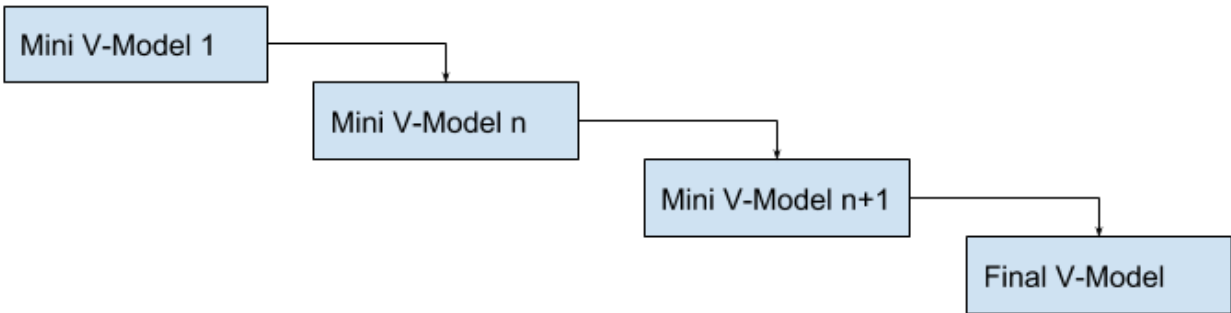 Mini V-Model 1
Mini V-Model n
Mini V-Model n+1
Final V-Model